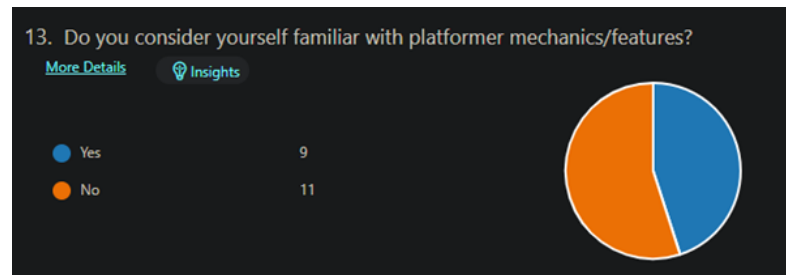 13. Do you consider yourself familiar with platformer mechanics/features?
More Details Insights
Yes 9
No 11